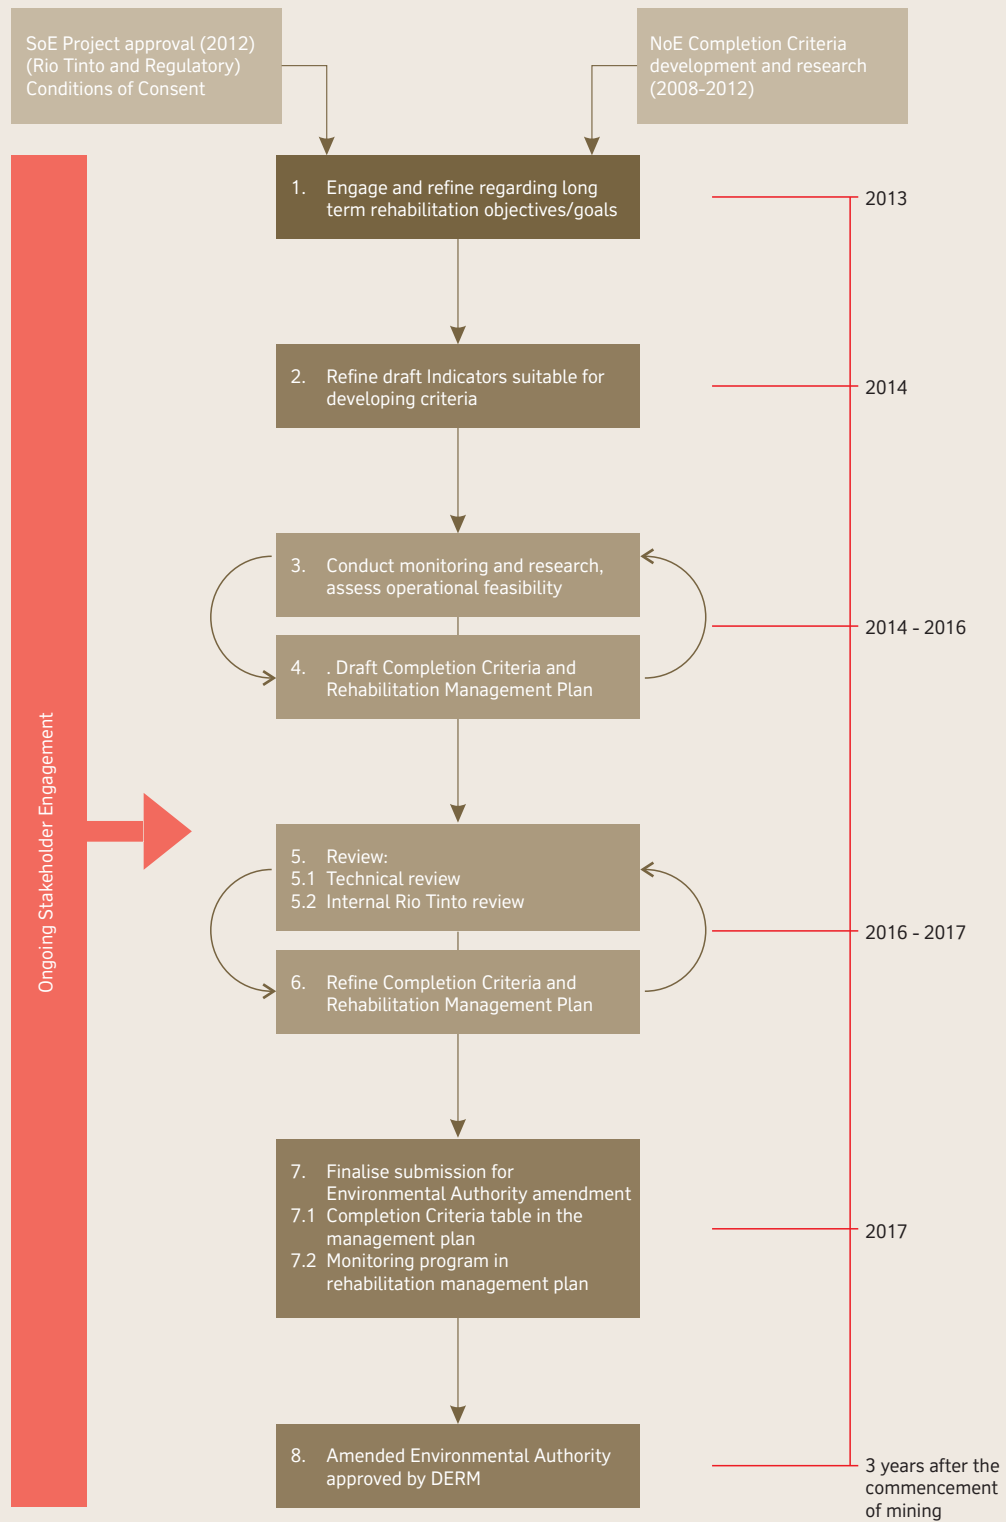 SoE Project approval (2012)
(Rio Tinto and Regulatory)
Conditions of Consent
NoE Completion Criteria
development and research
(2008-2012)
1. Engage and refine regarding long
term rehabilitation objectives/goals
2013
2. Refine draft Indicators suitable for
developing criteria
2014
3. Conduct monitoring and research,
assess operational feasibility
2014 - 2016
4. . Draft Completion Criteria and
Rehabilitation Management Plan
Ongoing Stakeholder Engagement
5. Review:
5.1 Technical review
5.2 Internal Rio Tinto review
2016 - 2017
6. Refine Completion Criteria and
Rehabilitation Management Plan
7. Finalise submission for
Environmental Authority amendment
7.1 Completion Criteria table in the
management plan
7.2 Monitoring program in
rehabilitation management plan
2017
8. Amended Environmental Authority
approved by DERM
3 years after the
commencement
of mining